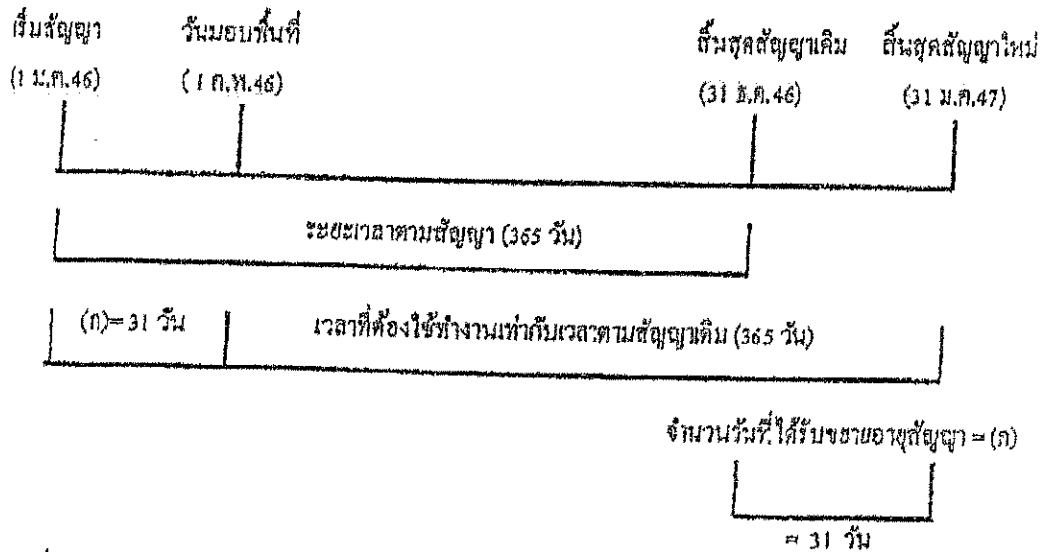 เริ่มสัญญา วันมอบพื้นที่ สิ้นสุดสัญญาเดิม สิ้นสุดสัญญาใหม่
(1 ม.ค.46) (1 ก.พ.46) (31 ธ.ค.46) (31 ม.ค.47)
ระยะเวลาตามสัญญา (365 วัน)
(ก)=31 วัน เวลาที่ต้องใช้ทำงานเท่ากับเวลาตามสัญญาเดิม (365 วัน)
จำนวนวันที่ได้รับขยายอายุสัญญา = (ก)
= 31 วัน